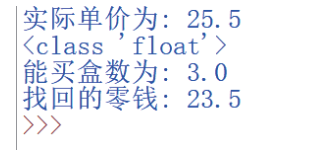 实际单价为: 25.5
<class 'float'>
能买盒数为: 3.0
找回的零钱: 23.5
>>>